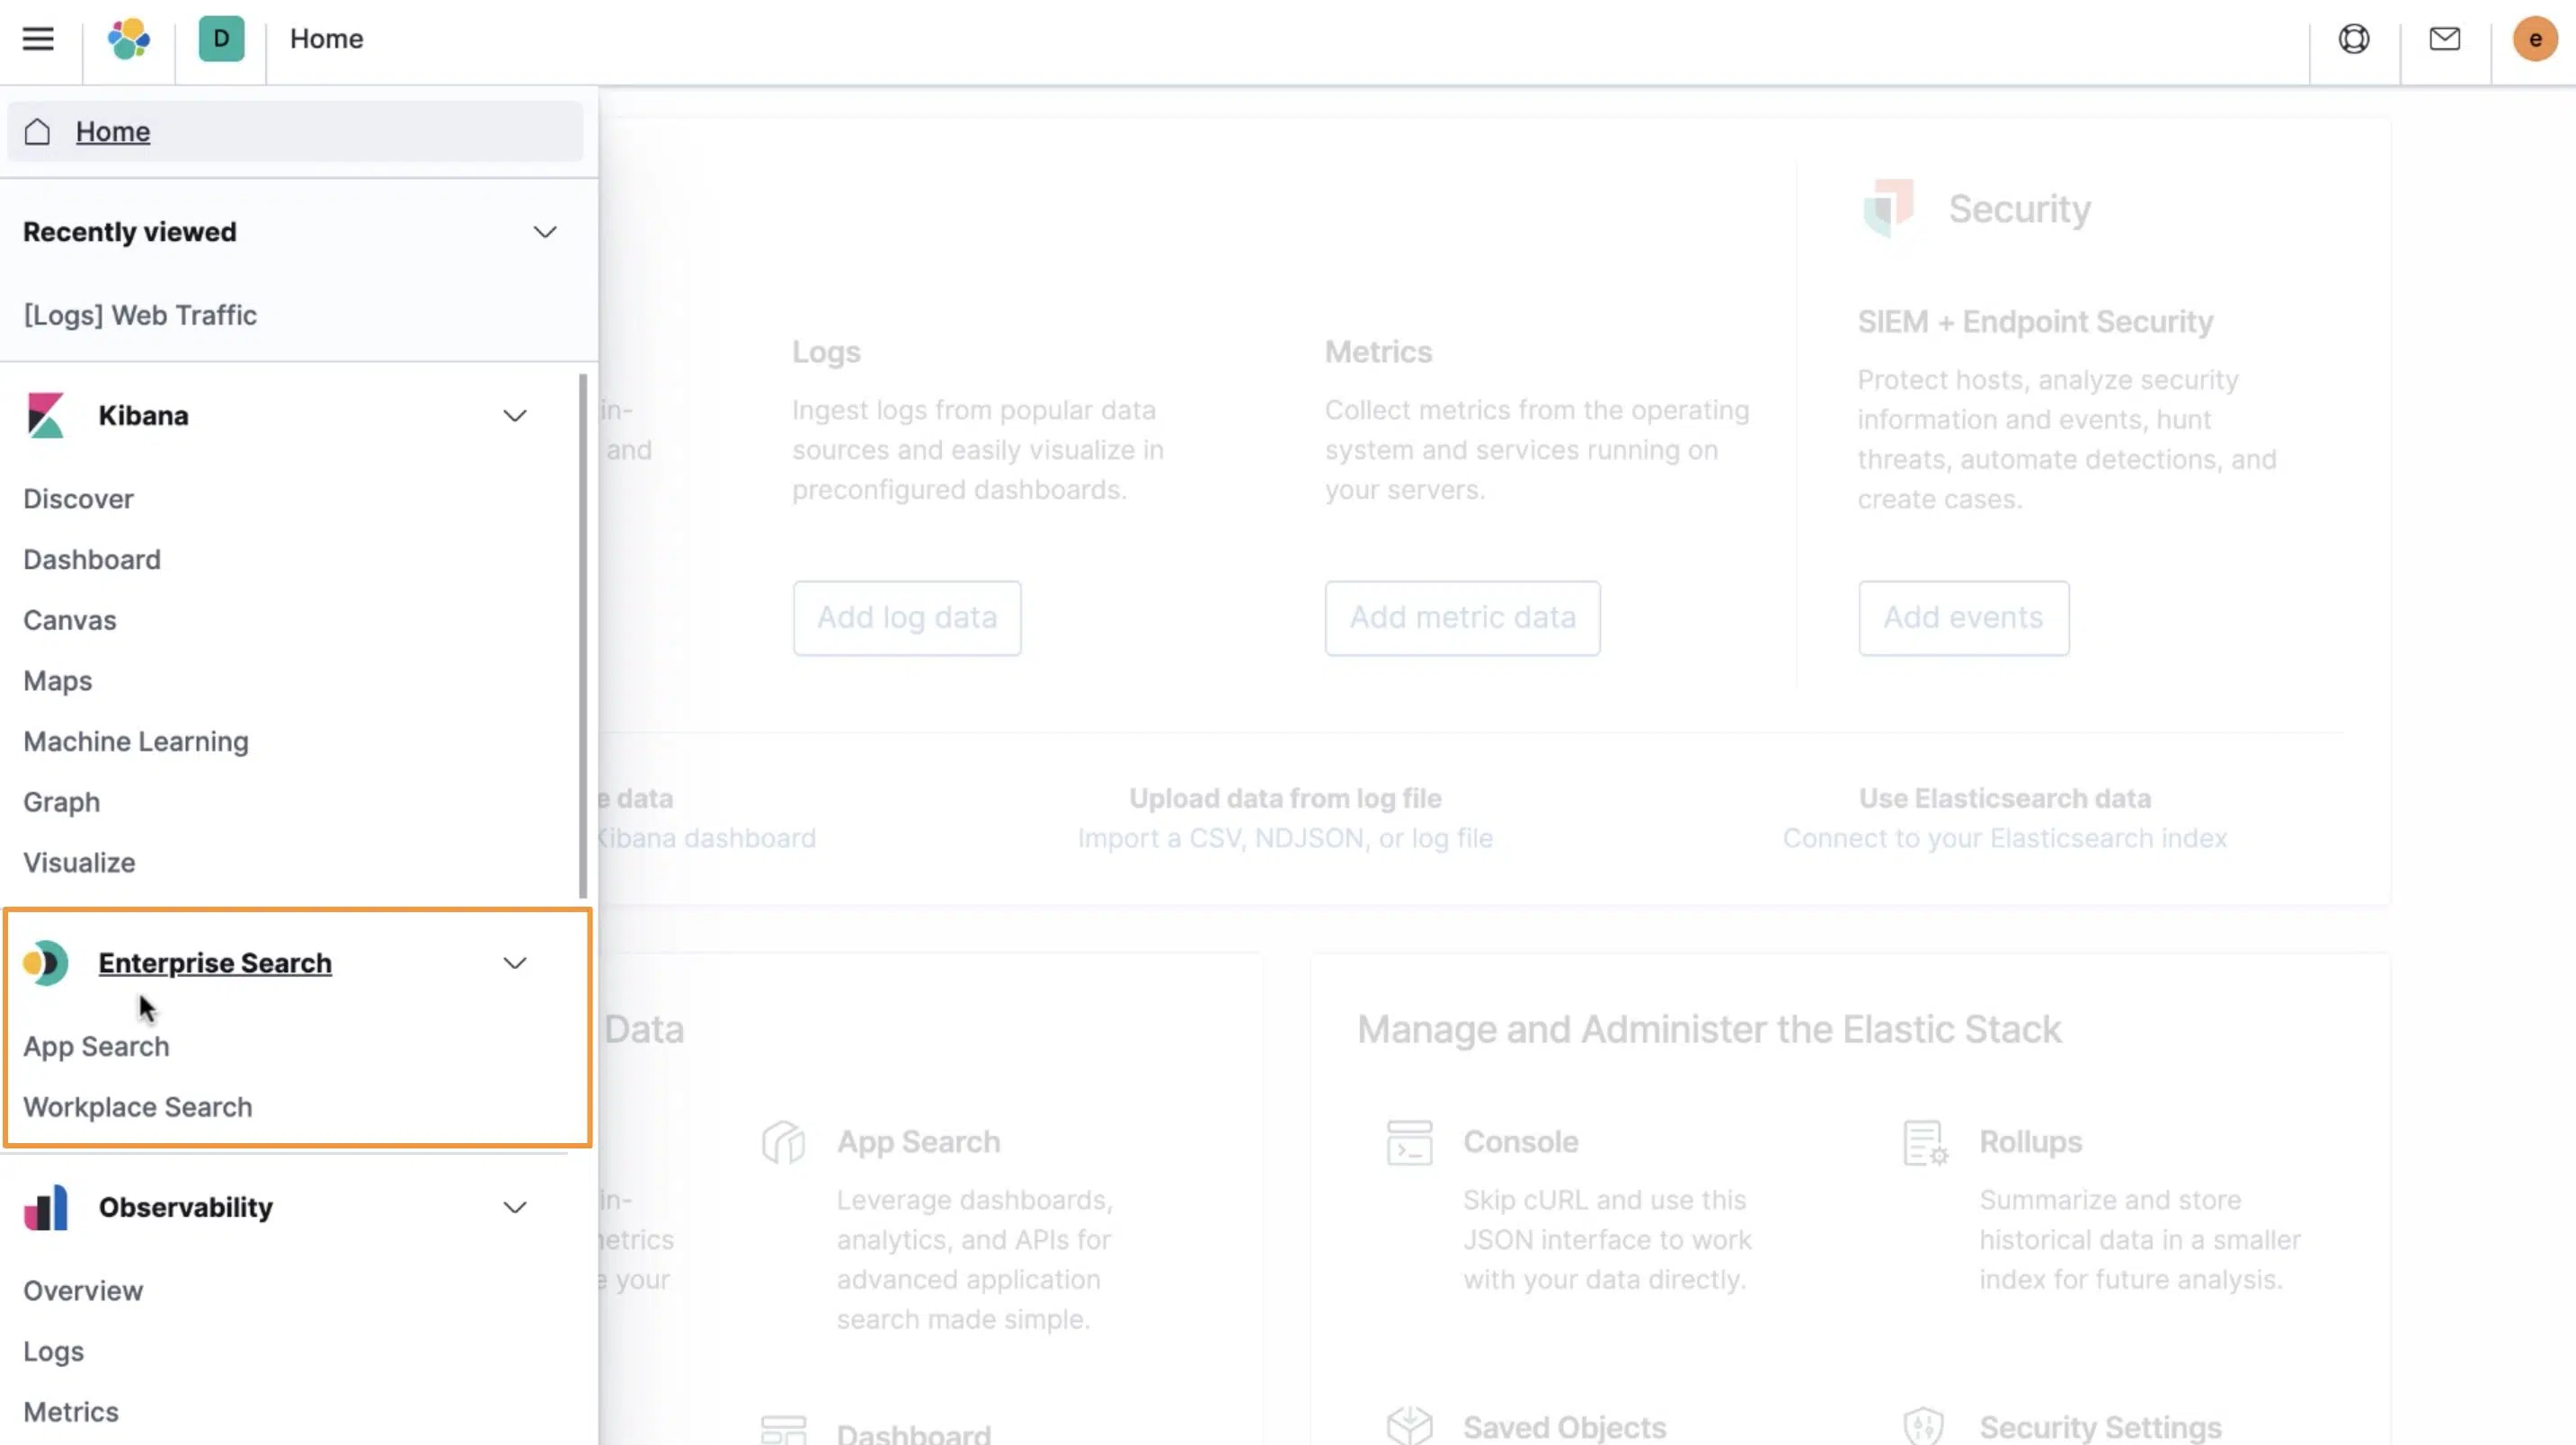 D
Home
e
Home
Recently viewed
[Logs] Web Traffic
Kibana
Discover
Dashboard
Canvas
Maps
Machine Learning
Graph
Visualize
Enterprise Search
App Search
Workplace Search
Observability
Overview
Logs
Metrics
in-
and
Logs
Ingest logs from popular data
sources and easily visualize in
preconfigured dashboards.
Add log data
Metrics
Collect metrics from the operating
system and services running on
your servers.
Add metric data
Security
SIEM + Endpoint Security
Protect hosts, analyze security
information and events, hunt
threats, automate detections, and
create cases.
Add events
e data
Kibana dashboard
Upload data from log file
Import a CSV, NDJSON, or log file
Use Elasticsearch data
Connect to your Elasticsearch index
Data
in-
etrics
e your
App Search
Leverage dashboards,
analytics, and APIs for
advanced application
search made simple.
Dashboard
Manage and Administer the Elastic Stack
Console
Skip cURL and use this
JSON interface to work
with your data directly.
Rollups
Summarize and store
historical data in a smaller
index for future analysis.
Saved Objects
Security Settings